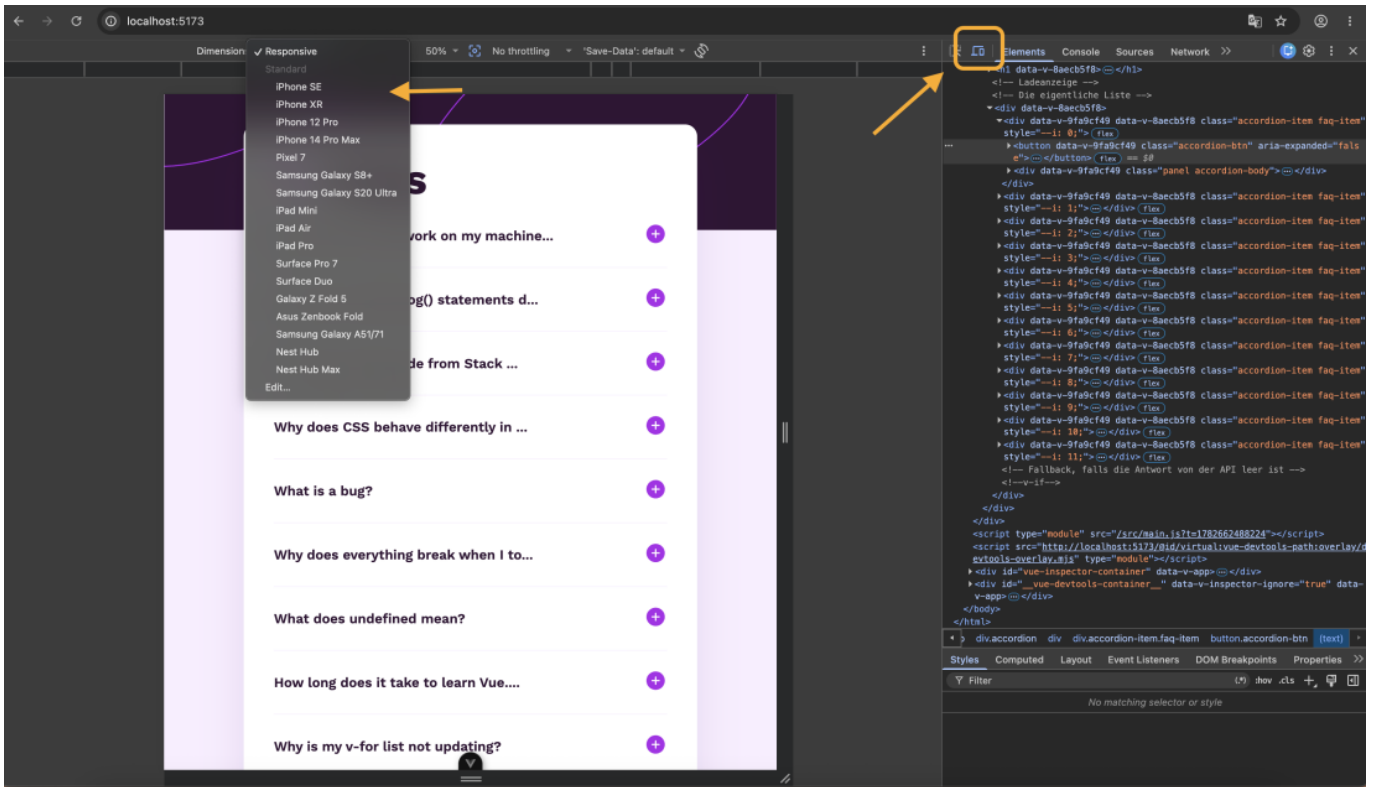 localhost:5173
Dimension
Responsive
50%
No throttling
'Save-Data': default
Standard
iPhone SE
iPhone XR
iPhone 12 Pro
iPhone 14 Pro Max
Pixel 7
Samsung Galaxy S8+
Samsung Galaxy S20 Ultra
iPad Mini
iPad Air
iPad Pro
Surface Pro 7
Surface Duo
Galaxy Z Fold 5
Asus Zenbook Fold
Samsung Galaxy A51/71
Nest Hub
Nest Hub Max
Edit...
s
work on my machine...
og() statements d...
de from Stack ...
Why does CSS behave differently in ...
What is a bug?
Why does everything break when I to...
What does undefined mean?
How long does it take to learn Vue....
Why is my v-for list not updating?
Elements Console Sources Network
<h1 data-v-8aecb5f8>⋯</h1>
<!-- Ladeanzeige -->
<!-- Die eigentliche Liste -->
<div data-v-8aecb5f8>
<div data-v-9fa9cf49 data-v-8aecb5f8 class="accordion-item faq-item"
style="--i: 0;"> flex
<button data-v-9fa9cf49 class="accordion-btn" aria-expanded="fals
e">⋯</button> flex == $0
<div data-v-9fa9cf49 class="panel accordion-body">⋯</div>
</div>
<div data-v-9fa9cf49 data-v-8aecb5f8 class="accordion-item faq-item"
style="--i: 1;">⋯</div> flex
<div data-v-9fa9cf49 data-v-8aecb5f8 class="accordion-item faq-item"
style="--i: 2;">⋯</div> flex
<div data-v-9fa9cf49 data-v-8aecb5f8 class="accordion-item faq-item"
style="--i: 3;">⋯</div> flex
<div data-v-9fa9cf49 data-v-8aecb5f8 class="accordion-item faq-item"
style="--i: 4;">⋯</div> flex
<div data-v-9fa9cf49 data-v-8aecb5f8 class="accordion-item faq-item"
style="--i: 5;">⋯</div> flex
<div data-v-9fa9cf49 data-v-8aecb5f8 class="accordion-item faq-item"
style="--i: 6;">⋯</div> flex
<div data-v-9fa9cf49 data-v-8aecb5f8 class="accordion-item faq-item"
style="--i: 7;">⋯</div> flex
<div data-v-9fa9cf49 data-v-8aecb5f8 class="accordion-item faq-item"
style="--i: 8;">⋯</div> flex
<div data-v-9fa9cf49 data-v-8aecb5f8 class="accordion-item faq-item"
style="--i: 9;">⋯</div> flex
<div data-v-9fa9cf49 data-v-8aecb5f8 class="accordion-item faq-item"
style="--i: 10;">⋯</div> flex
<div data-v-9fa9cf49 data-v-8aecb5f8 class="accordion-item faq-item"
style="--i: 11;">⋯</div> flex
<!-- Fallback, falls die Antwort von der API leer ist -->
<!--v-if-->
</div>
</div>
</div>
<script type="module" src="/src/main.js?t=1782662488224"></script>
<script src="http://localhost:5173/@id/virtual:vue-devtools-path:overlay/d
evtools-overlay.mjs" type="module"></script>
<div id="vue-inspector-container" data-v-app>⋯</div>
<div id="__vue-devtools-container__" data-v-inspector-ignore="true" data-
v-app>⋯</div>
</body>
</html>
div.accordion div div.accordion-item.faq-item button.accordion-btn (text)
Styles Computed Layout Event Listeners DOM Breakpoints Properties
Filter
:hov .cls
No matching selector or style